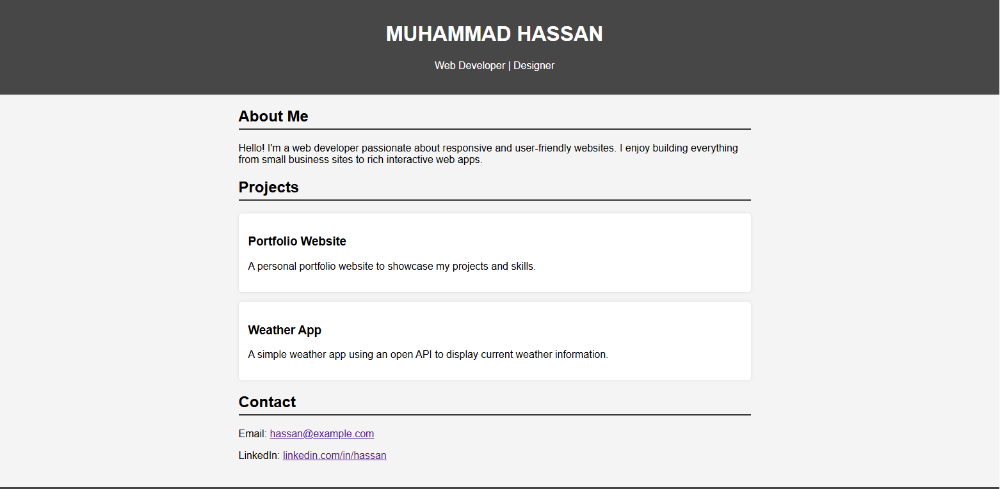 MUHAMMAD HASSAN
Web Developer | Designer
About Me
Hello! I'm a web developer passionate about responsive and user-friendly websites. I enjoy building everything
from small business sites to rich interactive web apps.
Projects
Portfolio Website
A personal portfolio website to showcase my projects and skills.
Weather App
A simple weather app using an open API to display current weather information.
Contact
Email: hassan@example.com
LinkedIn: linkedin.com/in/hassan